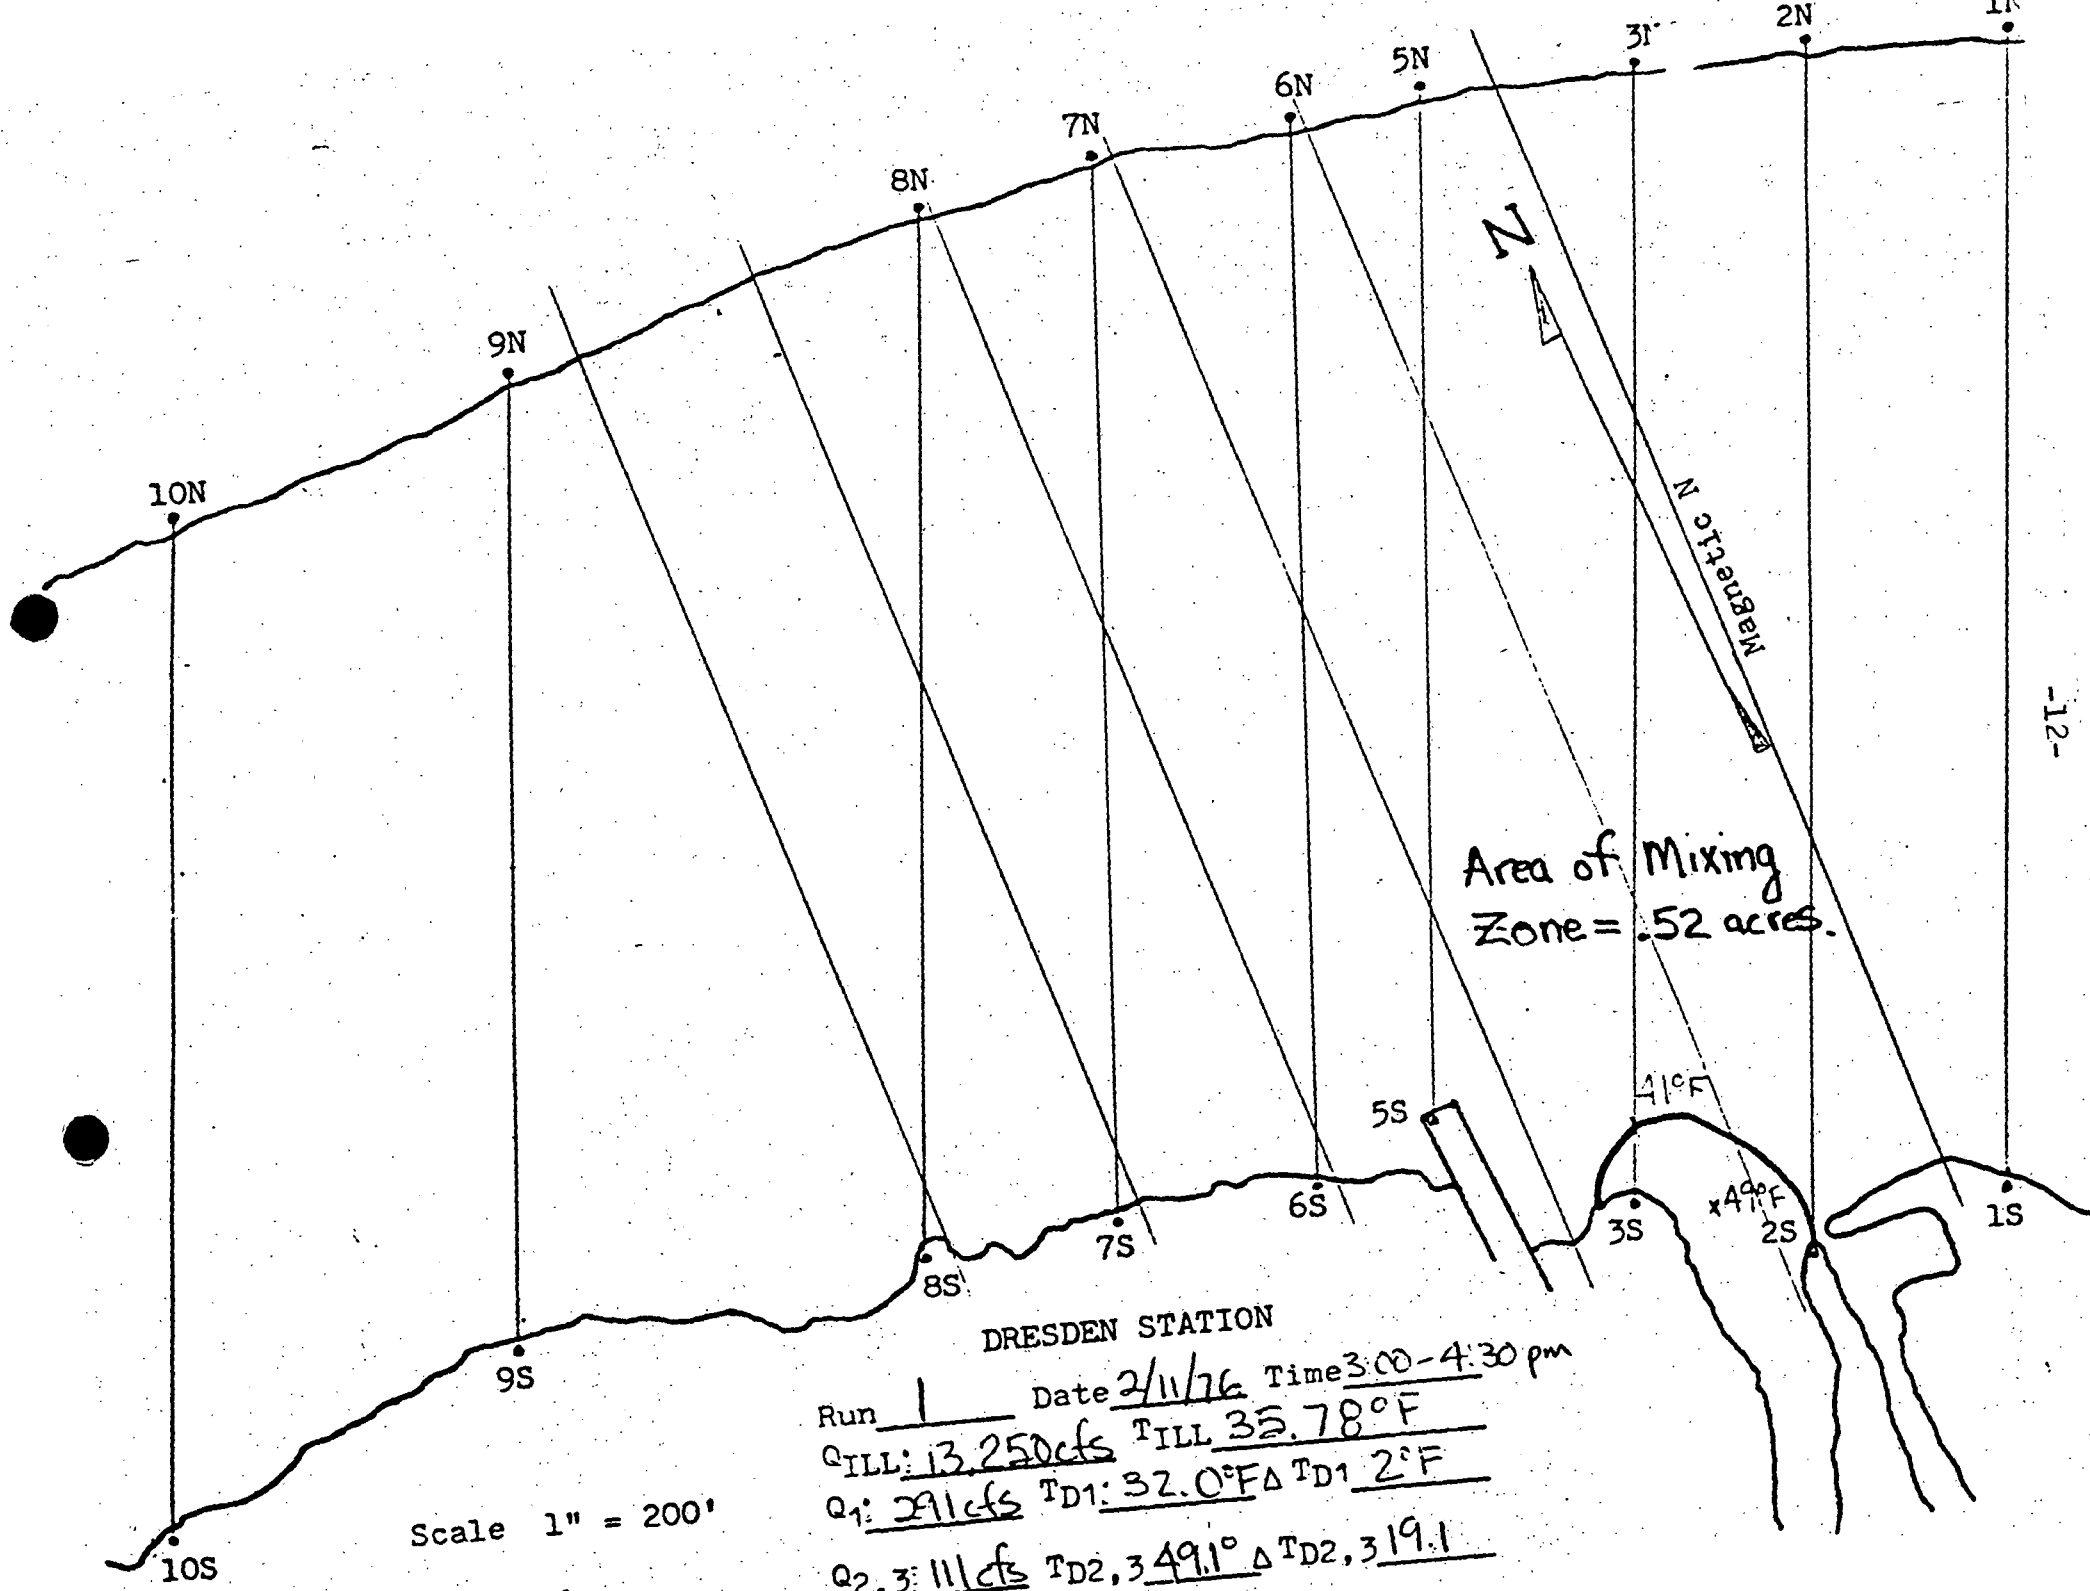 2N
5N
6N
7N
8N
9N
10N
N
Magnetic N
-12-
Area of Mixing
Zone = .52 acres.
41°F
5S
x49°F
6S
3S
2S
1S
7S
8S
9S
10S
DRESDEN STATION
Run 1 Date 2/11/76 Time 3:00-4:30 pm
QILL: 13,250cfs TILL 35.78°F
Q1: 291cfs TD1: 32.0°F Δ TD1 2°F
Q2,3: 111cfs TD2,3 49.1° Δ TD2,3 19.1
Scale 1" = 200'